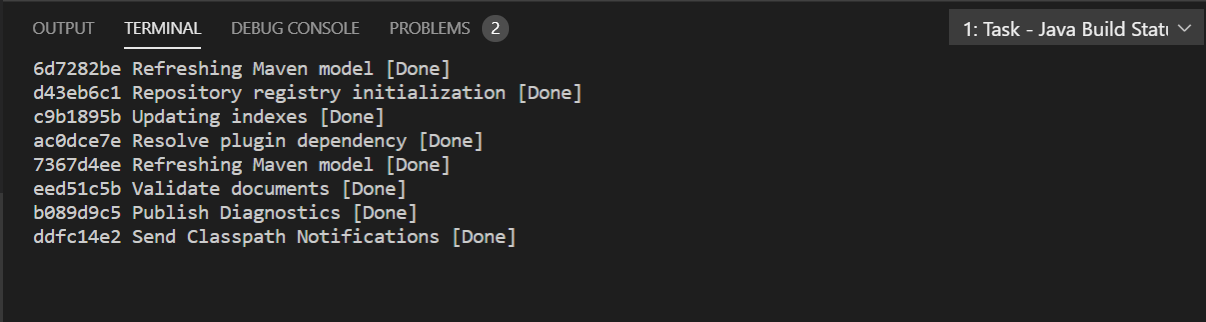 OUTPUT TERMINAL DEBUG CONSOLE PROBLEMS 2 1: Task - Java Build Statu
6d7282be Refreshing Maven model [Done]
d43eb6c1 Repository registry initialization [Done]
c9b1895b Updating indexes [Done]
ac0dce7e Resolve plugin dependency [Done]
7367d4ee Refreshing Maven model [Done]
eed51c5b Validate documents [Done]
b089d9c5 Publish Diagnostics [Done]
ddfc14e2 Send Classpath Notifications [Done]